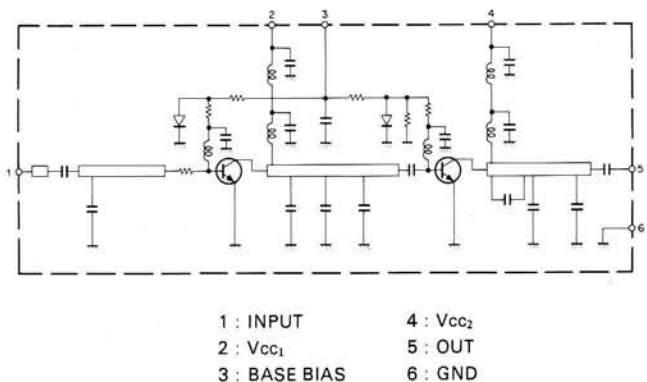 2 3 4
1
5
6
1 : INPUT 4 : Vcc₂
2 : Vcc₁ 5 : OUT
3 : BASE BIAS 6 : GND